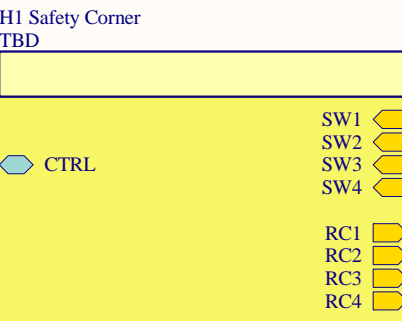 H1 Safety Corner
TBD
SW1
SW2
CTRL
SW3
SW4
RC1
RC2
RC3
RC4